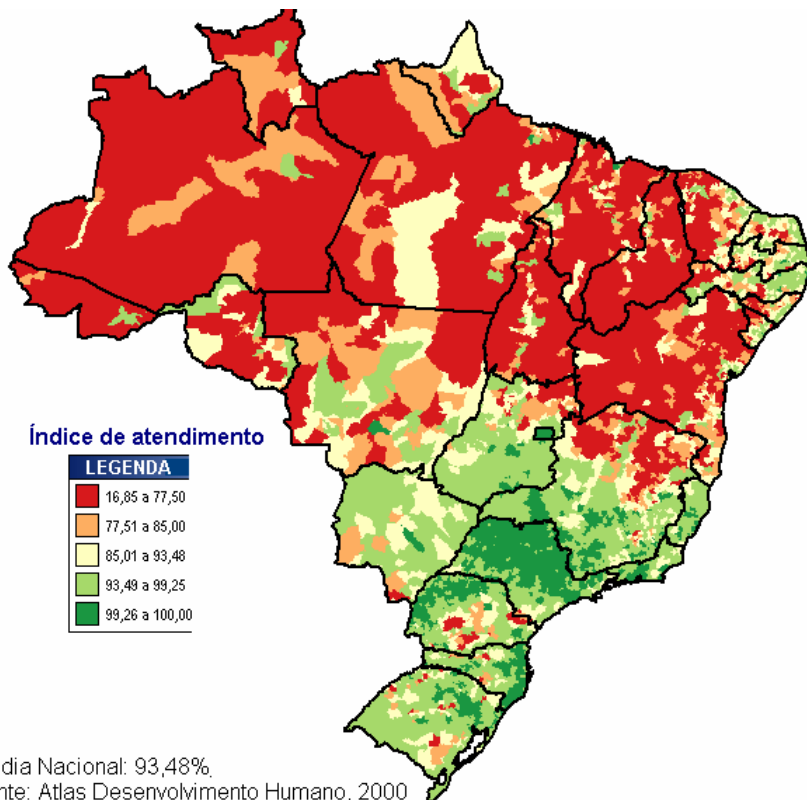 Índice de atendimento
LEGENDA
16,85 a 77,50
77,51 a 85,00
85,01 a 93,48
93,49 a 99,25
99,26 a 100,00
dia Nacional: 93,48%
nte: Atlas Desenvolvimento Humano, 2000